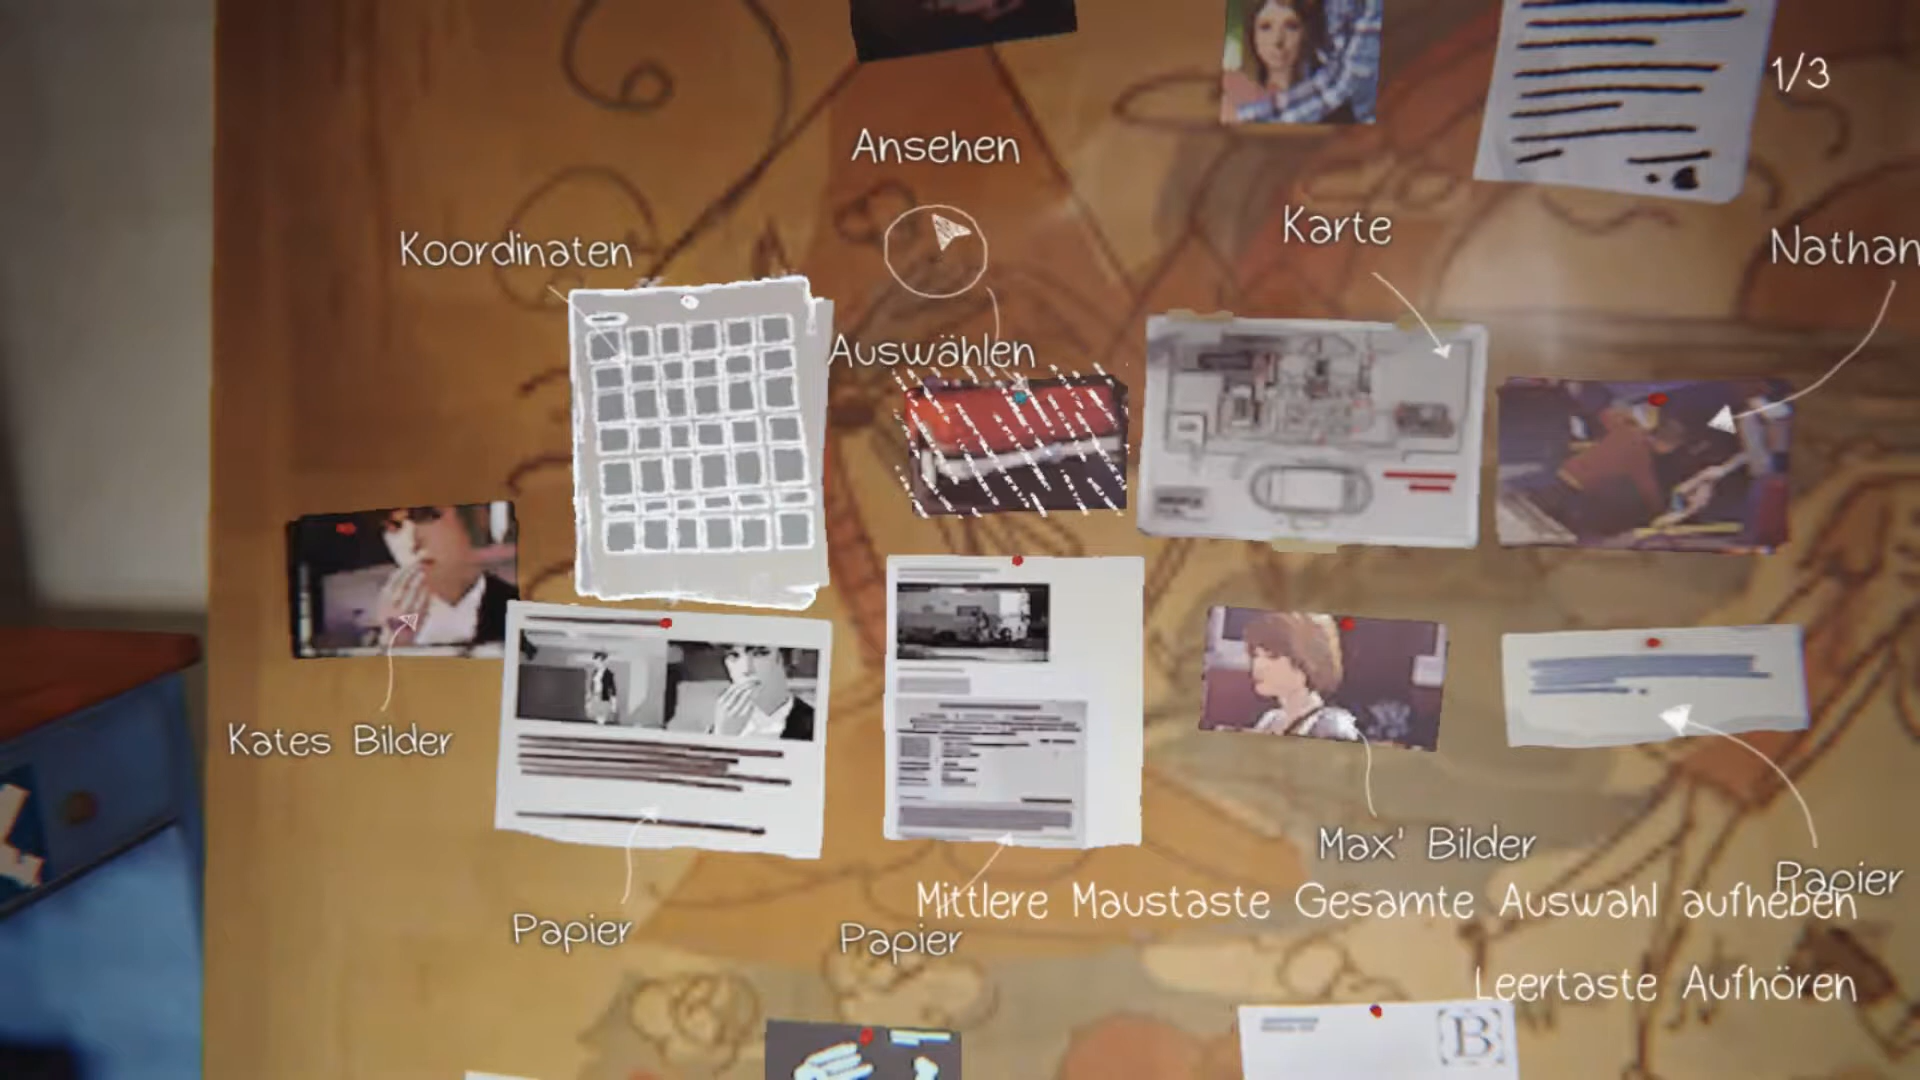 1/3
Ansehen
Koordinaten
Karte
Nathan
Auswählen
Kates Bilder
Max' Bilder
Papier
Papier
Papier
Mittlere Maustaste Gesamte Auswahl aufheben
Leertaste Aufhören
B